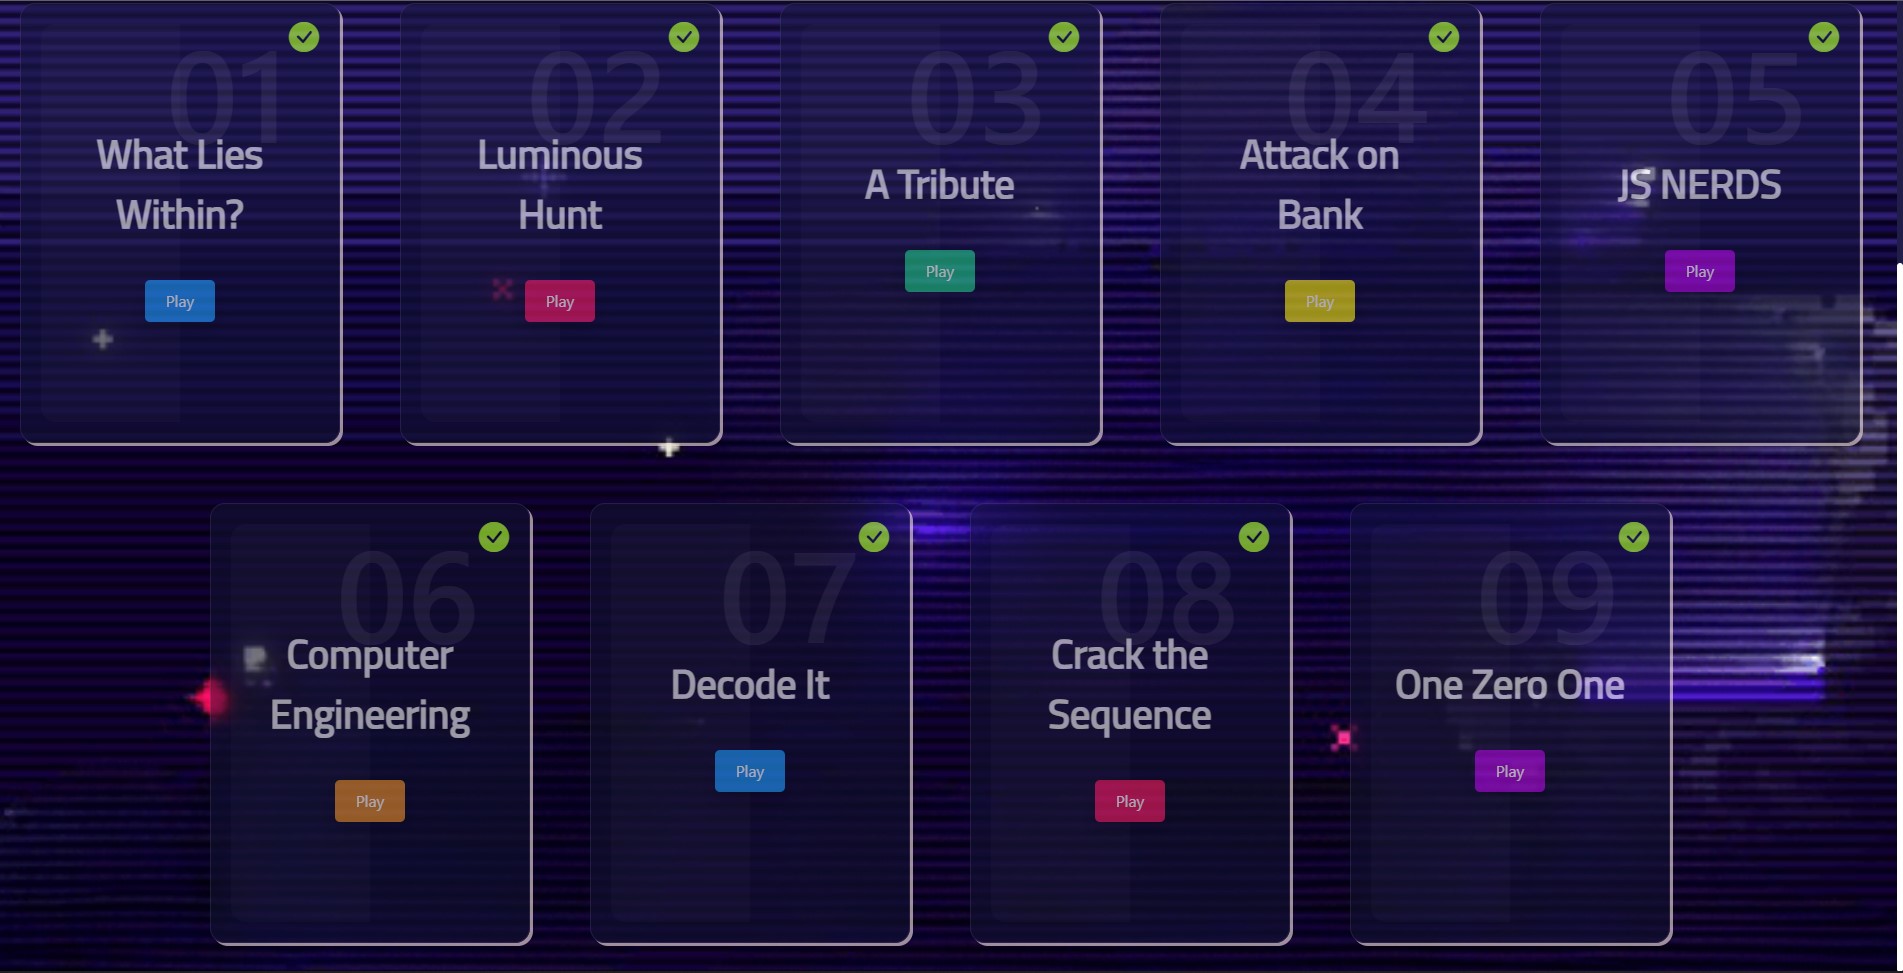 01
What Lies
Within?
Play
02
Luminous
Hunt
Play
03
A Tribute
Play
04
Attack on
Bank
Play
05
JS NERDS
Play
06
Computer
Engineering
Play
07
Decode It
Play
08
Crack the
Sequence
Play
09
One Zero One
Play